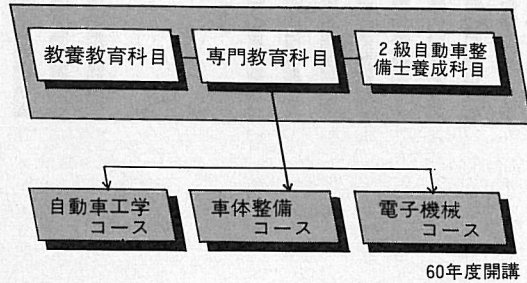 教養教育科目
専門教育科目
2級自動車整
備士養成科目
自動車工学
コース
車体整備
コース
電子機械
コース
60年度開講